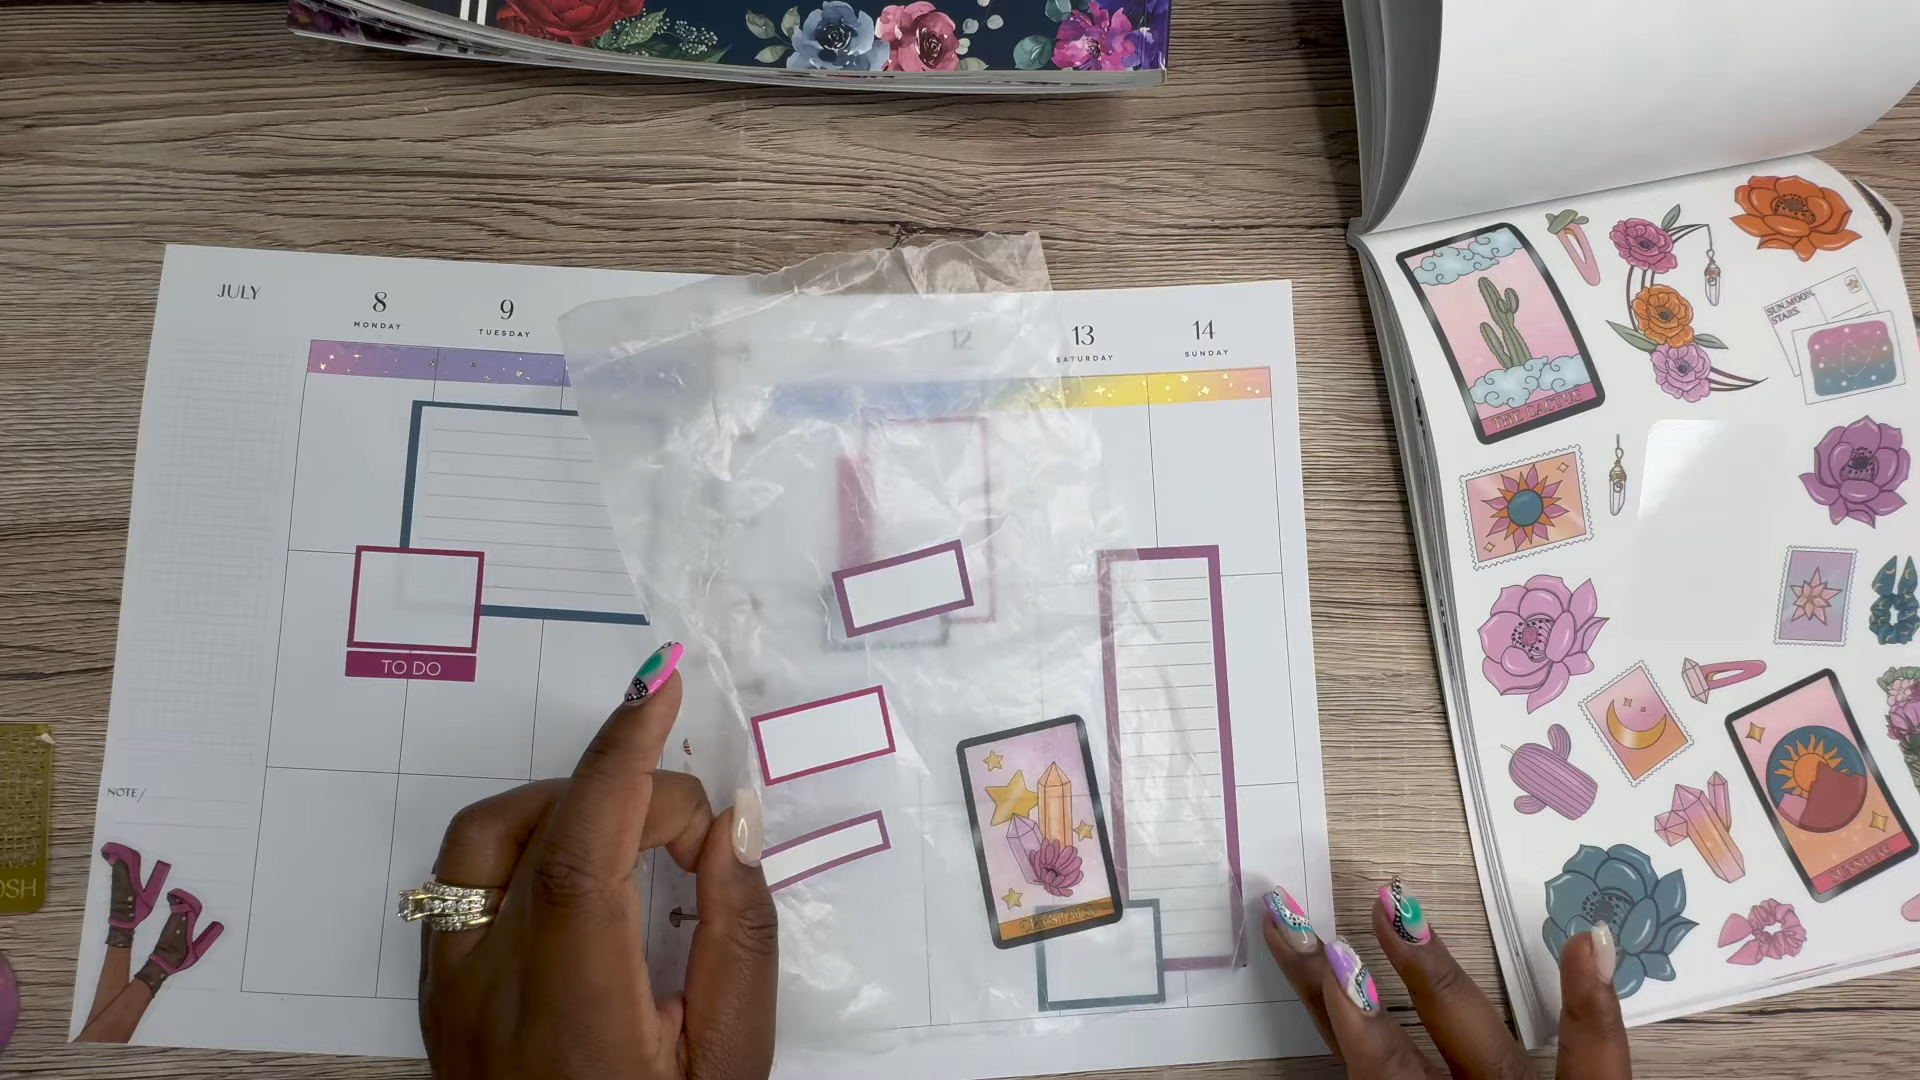 JULY
8
MONDAY
9
TUESDAY
12
13
SATURDAY
14
SUNDAY
TO DO
NOTE/
OSH
CRYSTALS
THE CACTUS
SUN. MOON.
STARS.